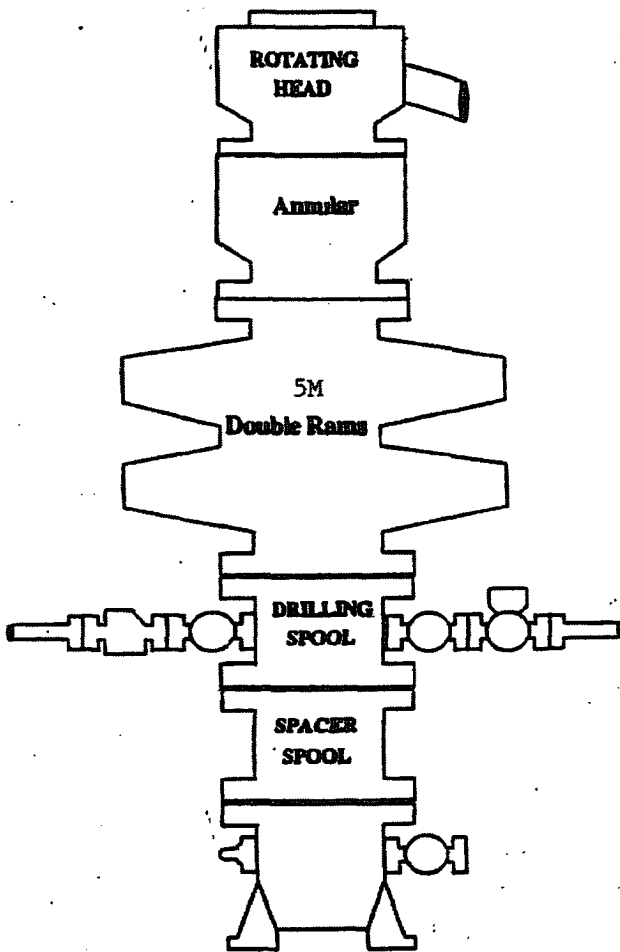 ROTATING
HEAD
Annular
5M
Double Rams
DRILLING
SPOOL
SPACER
SPOOL